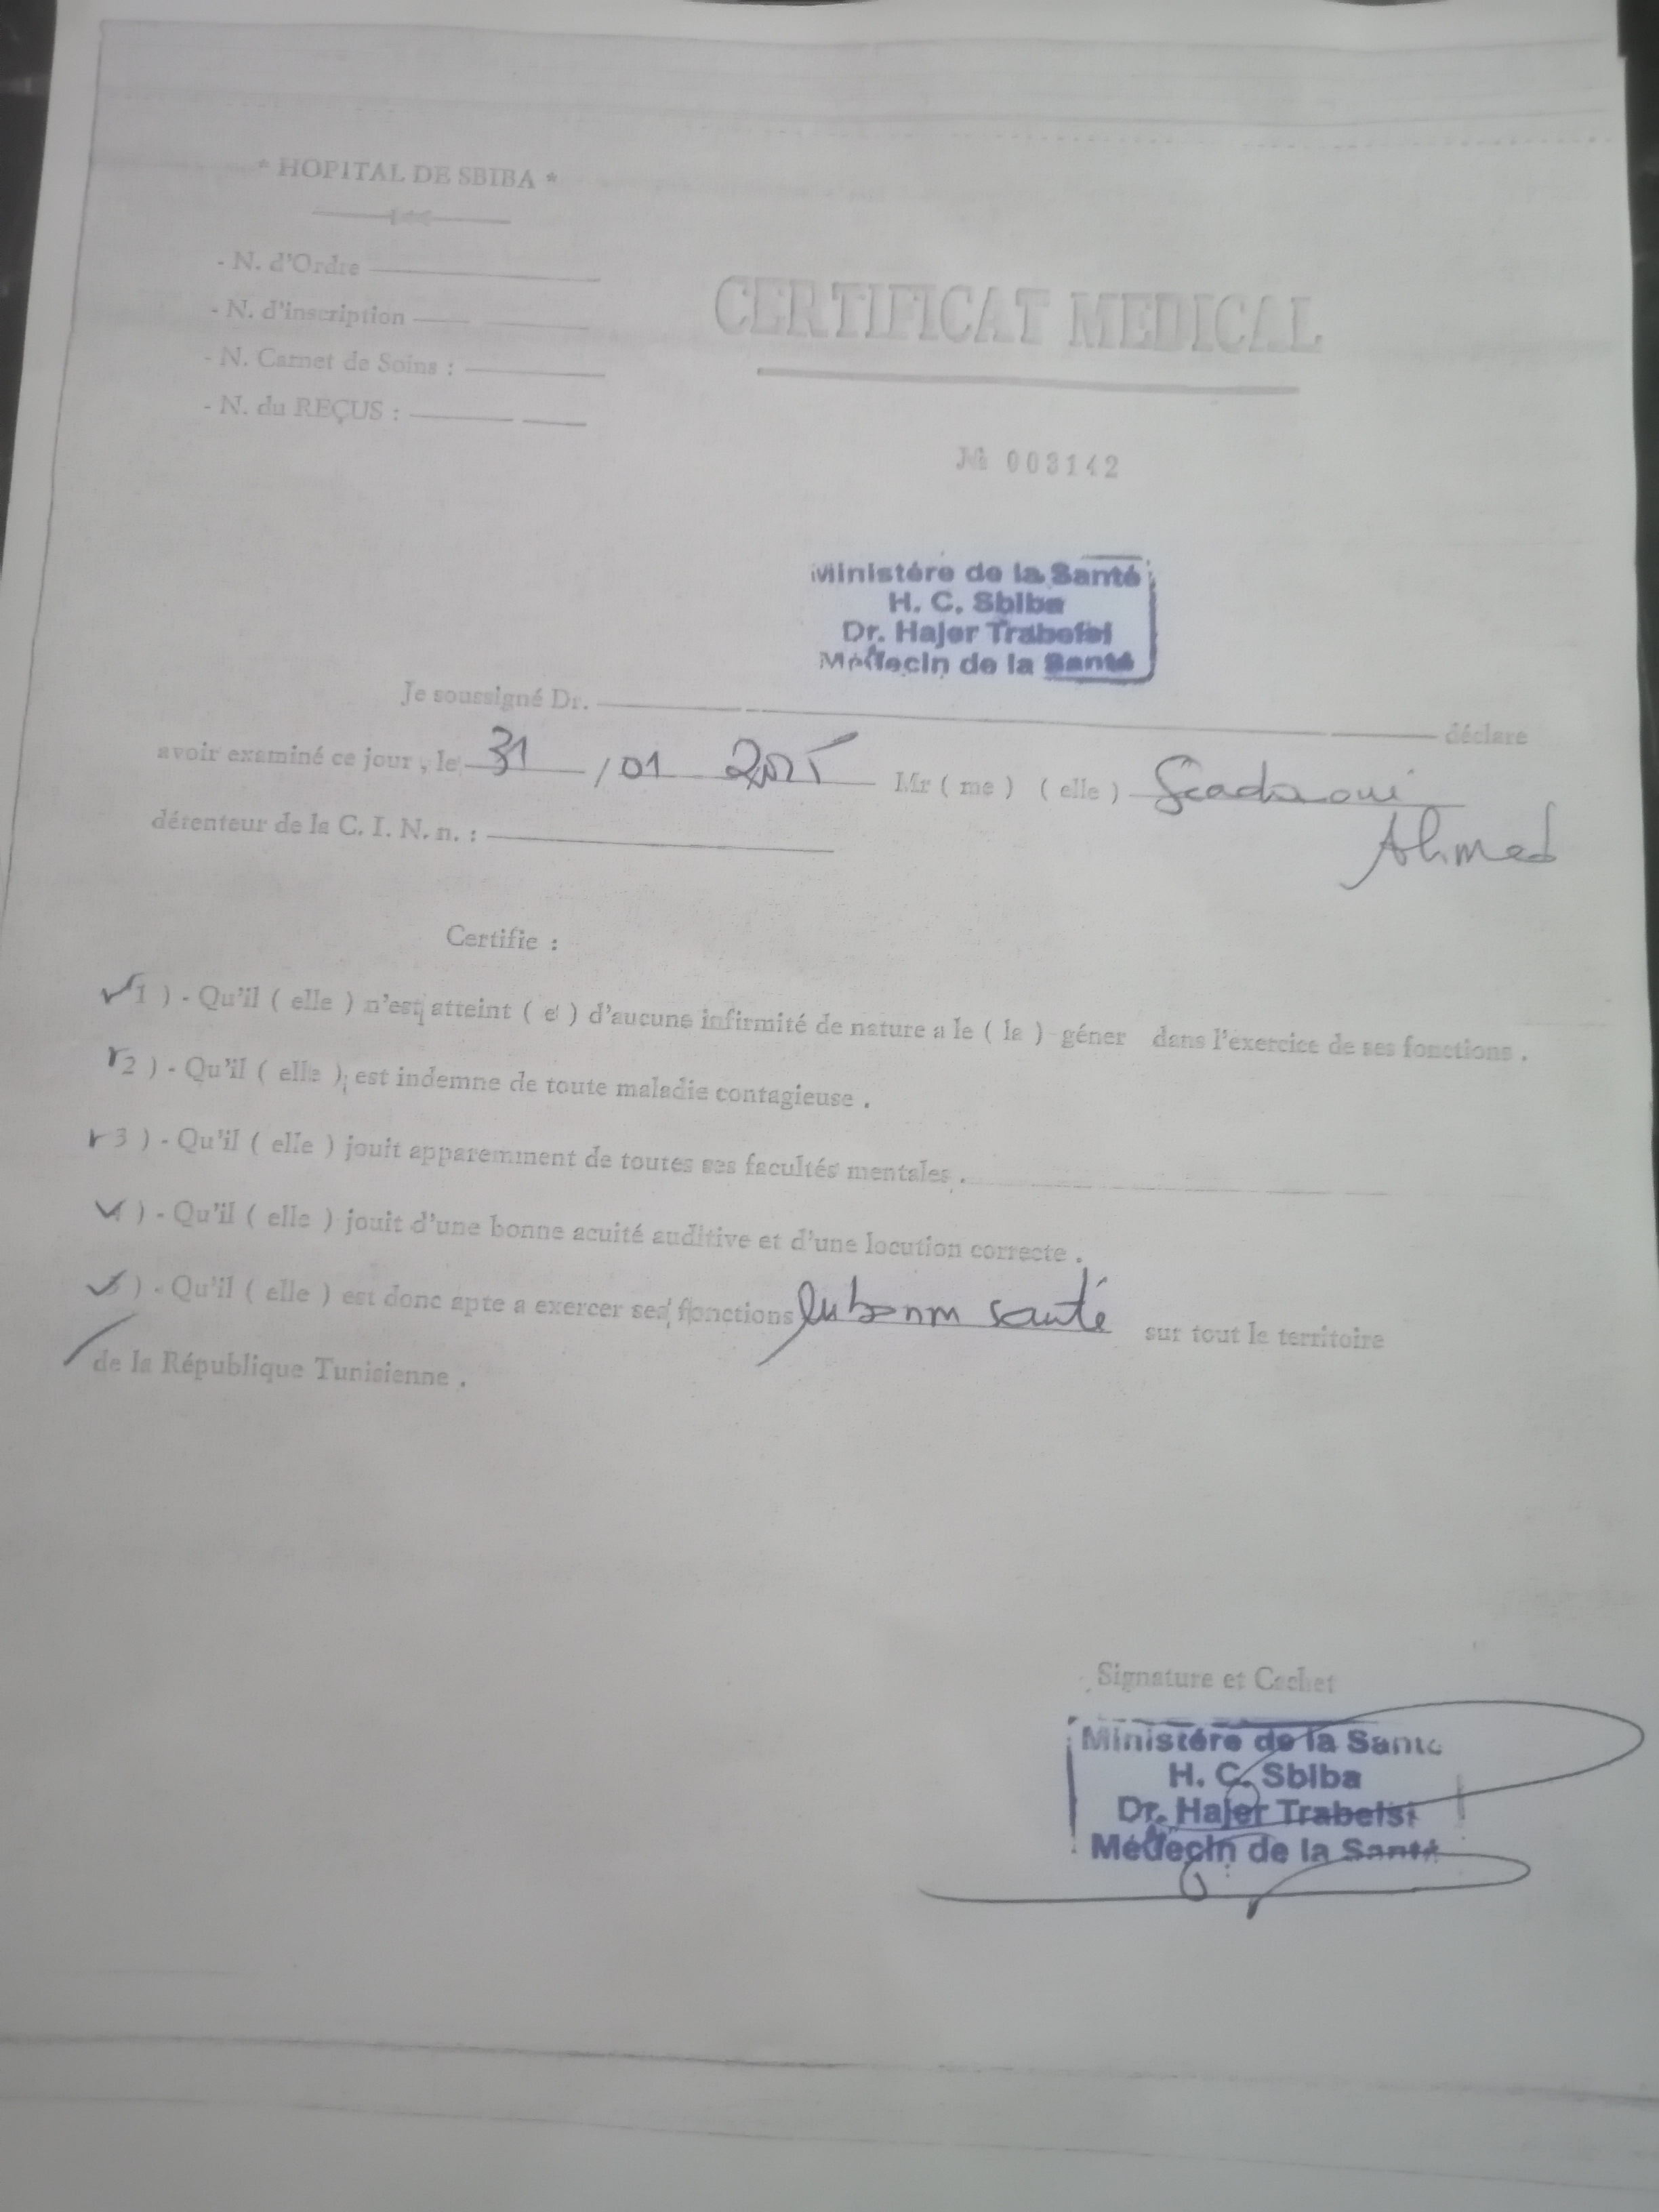 * HOPITAL DE SBIBA *
- N. d'Ordre
- N. d'inscription
- N. Carnet de Soins :
- N. du REÇUS :
CERTIFICAT MEDICAL
№ 003142
Ministére de la Santé
H. C. Sbiba
Dr. Hajer Trabelsi
Médecin de la Santé
Je soussigné Dr. déclare
avoir examiné ce jour, le 31 /01 Mr ( me ) ( elle )
Ahmed
détenteur de la C. I. N. n. :
Certifie :
1 ) - Qu'il ( elle ) n'est atteint ( e ) d'aucune infirmité de nature a le ( la ) géner dans l'exercice de ses fonctions .
2 ) - Qu'il ( elle ) est indemne de toute maladie contagieuse .
3 ) - Qu'il ( elle ) jouit apparemment de toutes ses facultés mentales .
4 ) - Qu'il ( elle ) jouit d'une bonne acuité auditive et d'une locution correcte .
5 ) - Qu'il ( elle ) est donc apte a exercer ses fonctions santé sur tout le territoire
de la République Tunisienne .
Signature et Cachet
Ministére de la Santé
H. C. Sbiba
Dr. Hajer Trabelsi
Médecin de la Santé